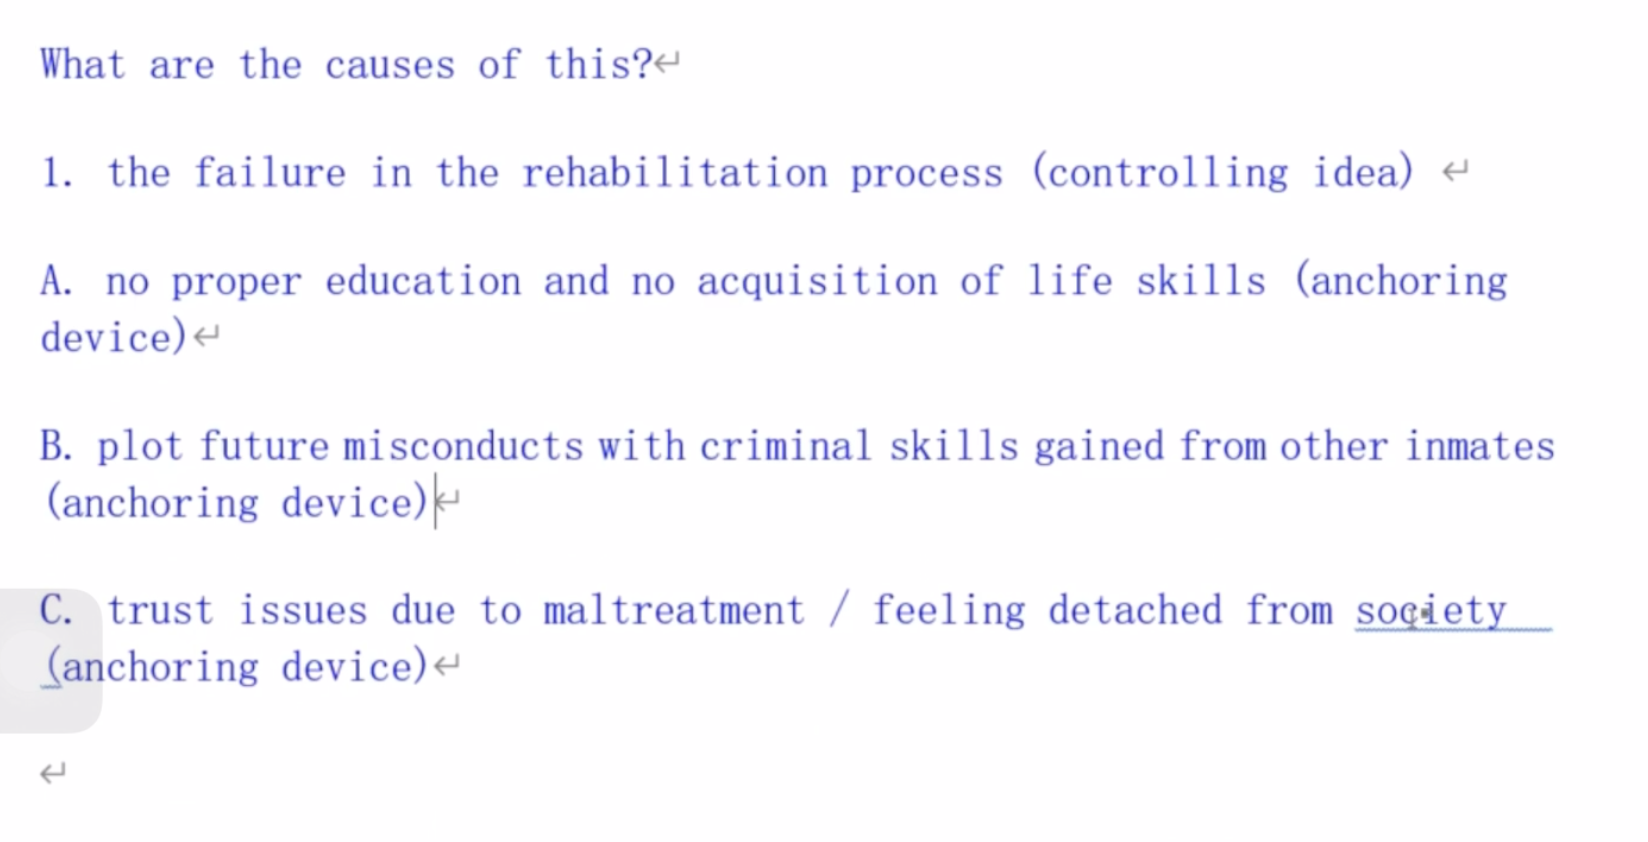 What are the causes of this?
1. the failure in the rehabilitation process (controlling idea)
A. no proper education and no acquisition of life skills (anchoring
device)
B. plot future misconducts with criminal skills gained from other inmates
(anchoring device)
C. trust issues due to maltreatment / feeling detached from society
(anchoring device)